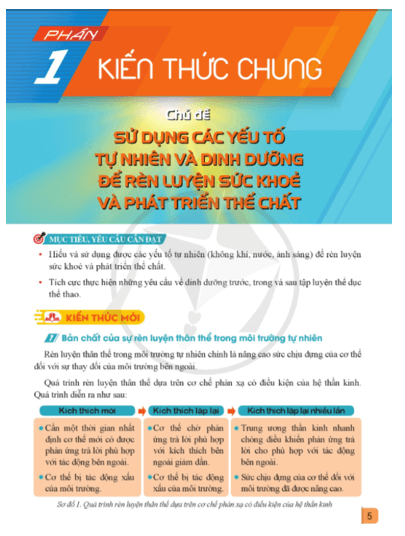 PHẦN
1 KIẾN THỨC CHUNG
Chủ đề
SỬ DỤNG CÁC YẾU TỐ
TỰ NHIÊN VÀ DINH DƯỠNG
ĐỂ RÈN LUYỆN SỨC KHOẺ
VÀ PHÁT TRIỂN THỂ CHẤT
MỤC TIÊU, YÊU CẦU CẦN ĐẠT
• Hiểu và sử dụng được các yếu tố tự nhiên (không khí, nước, ánh sáng) để rèn luyện
sức khoẻ và phát triển thể chất.
• Tích cực thực hiện những yêu cầu về dinh dưỡng trước, trong và sau tập luyện thể dục
thể thao.
KIẾN THỨC MỚI
1 Bản chất của sự rèn luyện thân thể trong môi trường tự nhiên
Rèn luyện thân thể trong môi trường tự nhiên chính là nâng cao sức chịu đựng của cơ thể
đối với sự thay đổi của môi trường bên ngoài.
Quá trình rèn luyện thân thể dựa trên cơ chế phản xạ có điều kiện của hệ thần kinh.
Quá trình diễn ra như sau:
Kích thích mới
• Cần một thời gian nhất
định cơ thể mới có được
phản ứng trả lời phù hợp
với tác động bên ngoài.
• Cơ thể bị tác động xấu
của môi trường.
Kích thích lặp lại
• Cơ thể chờ phản
ứng trả lời phù hợp
với kích thích bên
ngoài giảm dần.
• Cơ thể bị tác động
xấu của môi trường.
Kích thích lặp lại nhiều lần
• Trung ương thần kinh nhanh
chóng điều khiển phản ứng trả
lời cho phù hợp với tác động
bên ngoài.
• Sức chịu đựng của cơ thể đối với
môi trường đã được nâng cao.
Sơ đồ 1. Quá trình rèn luyện thân thể dựa trên cơ chế phản xạ có điều kiện của hệ thần kinh
5